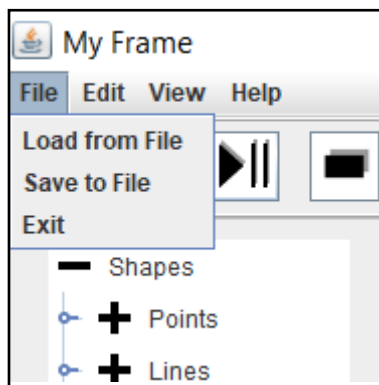 My Frame
File Edit View Help
Load from File
Save to File
Exit
Shapes
Points
Lines